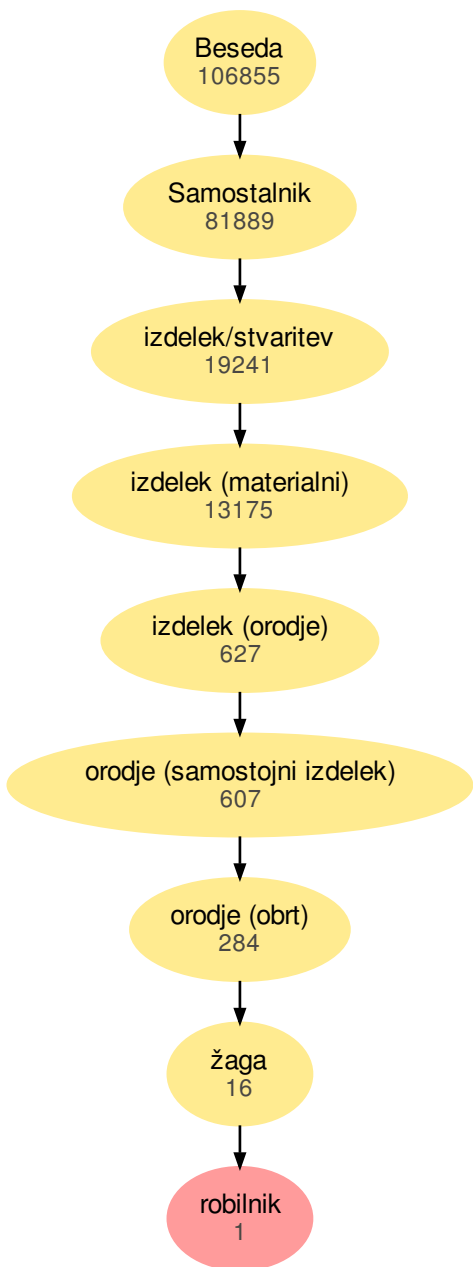 Beseda
106855
Samostalnik
81889
izdelek/stvaritev
19241
izdelek (materialni)
13175
izdelek (orodje)
627
orodje (samostojni izdelek)
607
orodje (obrt)
284
žaga
16
robilnik
1